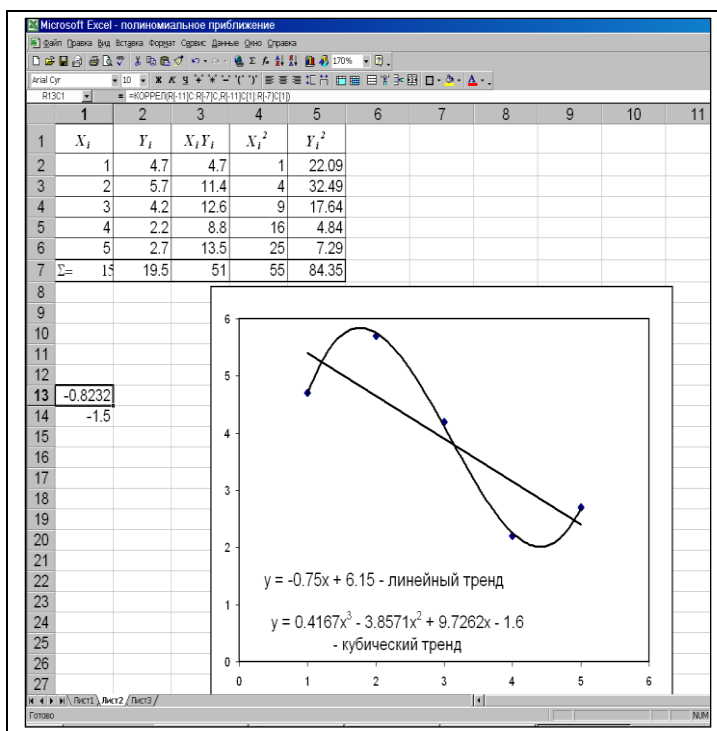 Microsoft Excel - полиномиальное приближение
Файл Правка Вид Вставка Формат Сервис Данные Окно Справка
170%
Arial Cyr 10 Ж К Ч
R13C1 = =КОРРЕЛ(R[-11]C:R[-7]C,R[-11]C[1]:R[-7]C[1])
1 2 3 4 5 6 7 8 9 10 11
1 Xi Yi XiYi Xi² Yi²
2 1 4.7 4.7 1 22.09
3 2 5.7 11.4 4 32.49
4 3 4.2 12.6 9 17.64
5 4 2.2 8.8 16 4.84
6 5 2.7 13.5 25 7.29
7 Σ= 15 19.5 51 55 84.35
8
9
10
11
12
13 -0.8232
14 -1.5
15
16
17
18
19
20
21
22
23
24
25
26
27
6
5
4
3
2
1
0
y = -0.75x + 6.15 - линейный тренд
y = 0.4167x³ - 3.8571x² + 9.7262x - 1.6
- кубический тренд
0 1 2 3 4 5 6
Лист1 Лист2 Лист3
Готово NUM